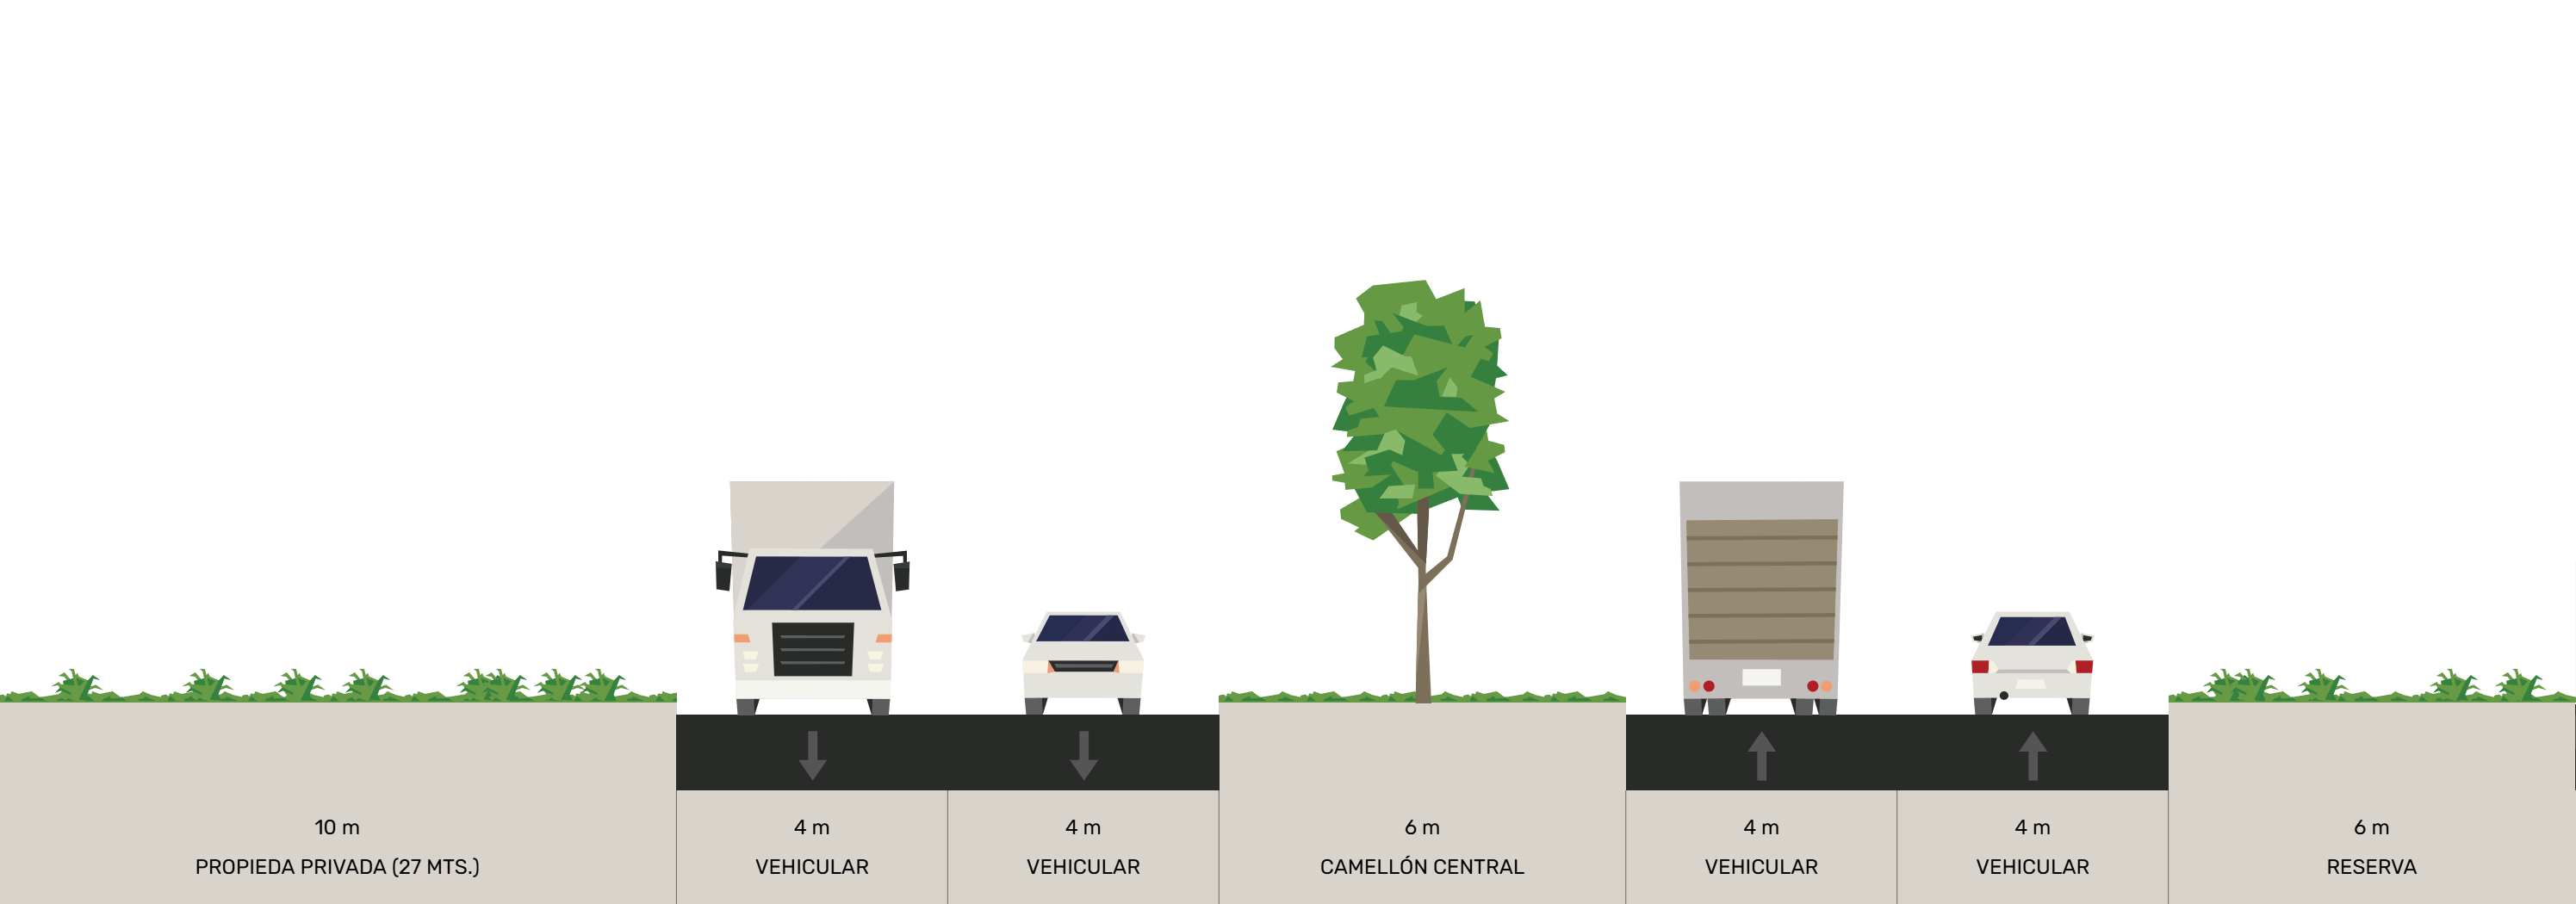 10 m
PROPIEDA PRIVADA (27 MTS.)
4 m
VEHICULAR
4 m
VEHICULAR
6 m
CAMELLÓN CENTRAL
4 m
VEHICULAR
4 m
VEHICULAR
6 m
RESERVA